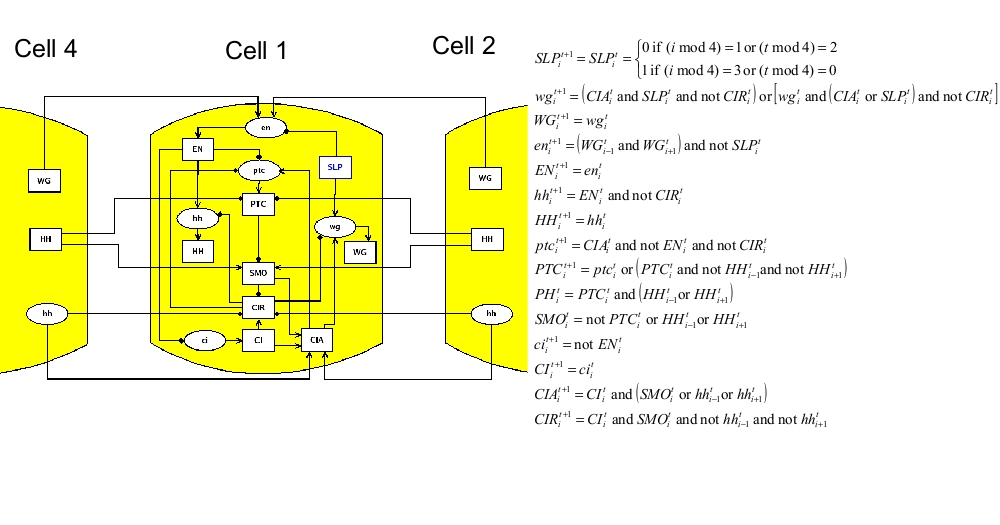 Cell 4
Cell 1
Cell 2
en
EN
SLP
ptc
PTC
WG
WG
hh
wg
HH
HH
HH
WG
SMO
CIR
hh
hh
ci
CI
CIA
SLP_i^{t+1} = SLP_i^t = {0 if (i mod 4) = 1 or (t mod 4) = 2
1 if (i mod 4) = 3 or (t mod 4) = 0
wg_i^{t+1} = (CIA_i^t and SLP_i^t and not CIR_i^t) or [wg_i^t and (CIA_i^t or SLP_i^t) and not CIR_i^t]
WG_i^{t+1} = wg_i^t
en_i^{t+1} = (WG_{i-1}^t and WG_{i+1}^t) and not SLP_i^t
EN_i^{t+1} = en_i^t
hh_i^{t+1} = EN_i^t and not CIR_i^t
HH_i^{t+1} = hh_i^t
ptc_i^{t+1} = CIA_i^t and not EN_i^t and not CIR_i^t
PTC_i^{t+1} = ptc_i^t or (PTC_i^t and not HH_{i-1}^t and not HH_{i+1}^t)
PH_i^t = PTC_i^t and (HH_{i-1}^t or HH_{i+1}^t)
SMO_i^t = not PTC_i^t or HH_{i-1}^t or HH_{i+1}^t
ci_i^{t+1} = not EN_i^t
CI_i^{t+1} = ci_i^t
CIA_i^{t+1} = CI_i^t and (SMO_i^t or hh_{i-1}^t or hh_{i+1}^t)
CIR_i^{t+1} = CI_i^t and SMO_i^t and not hh_{i-1}^t and not hh_{i+1}^t